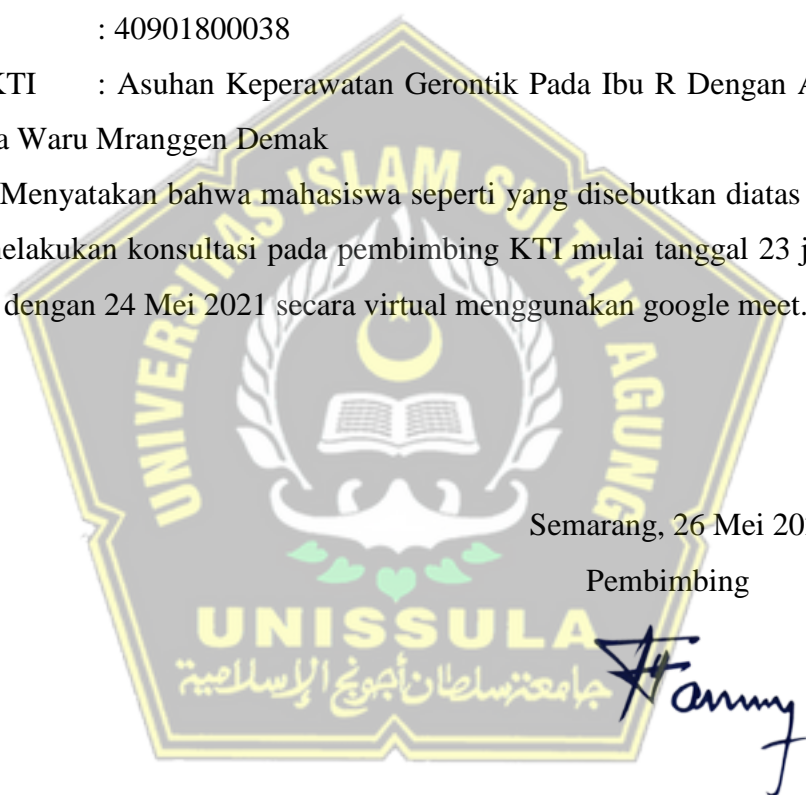 : 40901800038
KTI : Asuhan Keperawatan Gerontik Pada Ibu R Dengan A
a Waru Mranggen Demak
Menyatakan bahwa mahasiswa seperti yang disebutkan diatas
elakukan konsultasi pada pembimbing KTI mulai tanggal 23 j
dengan 24 Mei 2021 secara virtual menggunakan google meet.
UNIVERSITAS ISLAM SULTAN AGUNG
Semarang, 26 Mei 20
Pembimbing
UNISSULA
جامعة سلطان أجونج الإسلامية